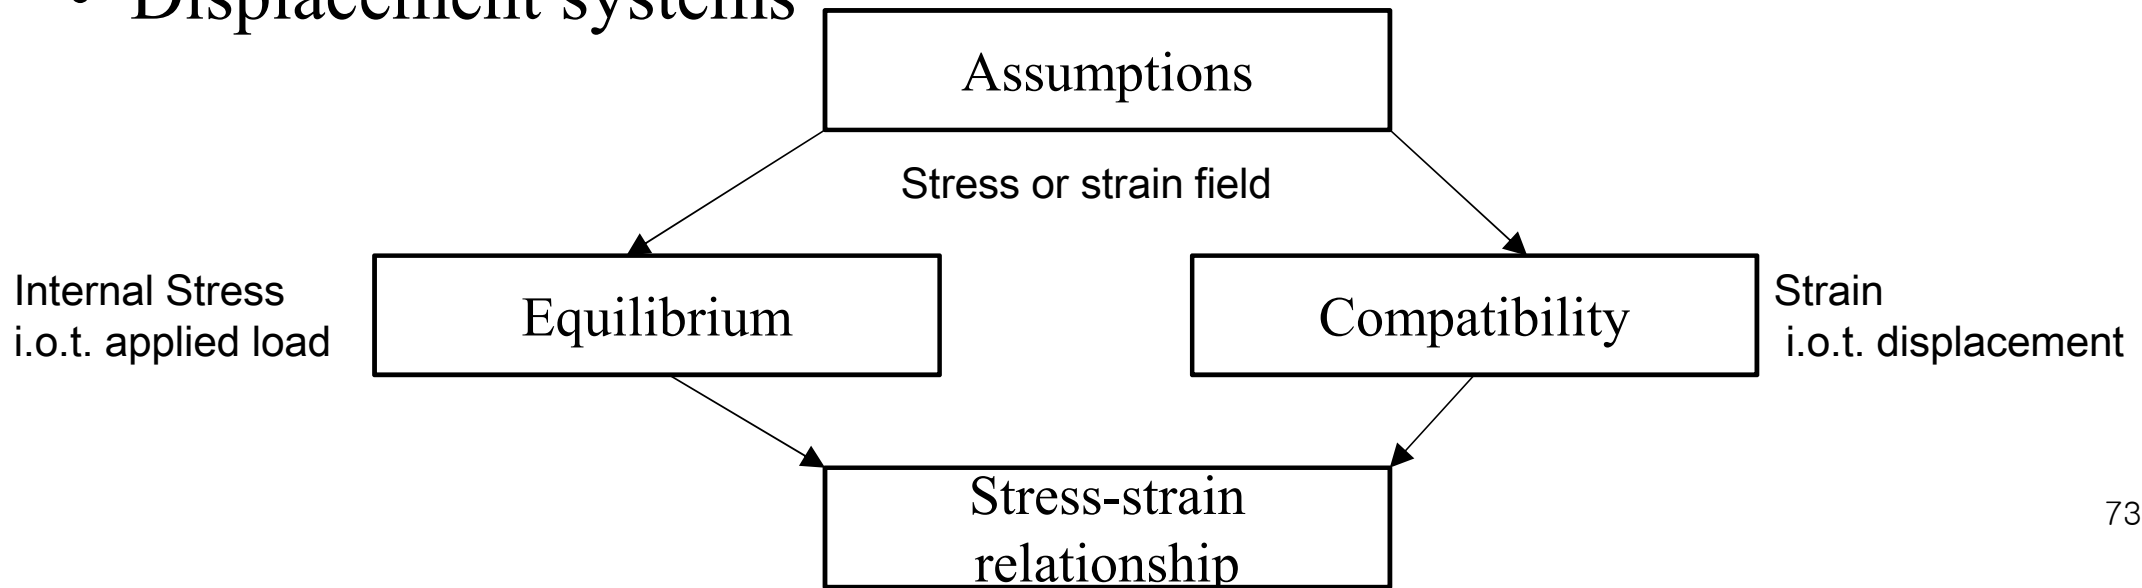 • Displacement systems
Assumptions
Stress or strain field
Internal Stress
i.o.t. applied load
Equilibrium
Compatibility
Strain
i.o.t. displacement
Stress-strain
relationship
73